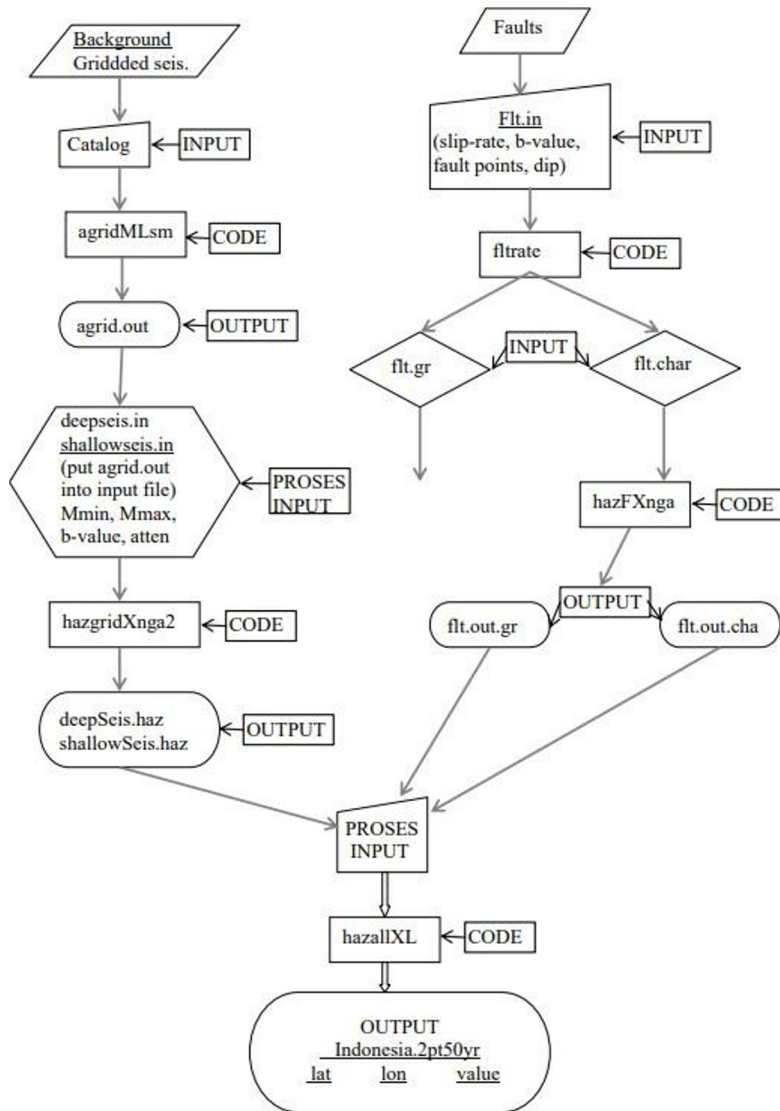 Background
Griddded seis.
Catalog
INPUT
agridMLsm
CODE
agrid.out
OUTPUT
deepseis.in
shallowseis.in
(put agrid.out
into input file)
Mmin, Mmax,
b-value, atten
PROSES
INPUT
hazgridXnga2
CODE
deepSeis.haz
shallowSeis.haz
OUTPUT
Faults
Flt.in
(slip-rate, b-value,
fault points, dip)
INPUT
fltrate
CODE
flt.gr
INPUT
flt.char
hazFXnga
CODE
OUTPUT
flt.out.gr
flt.out.cha
PROSES
INPUT
hazallXL
CODE
OUTPUT
Indonesia.2pt50yr
lat lon value